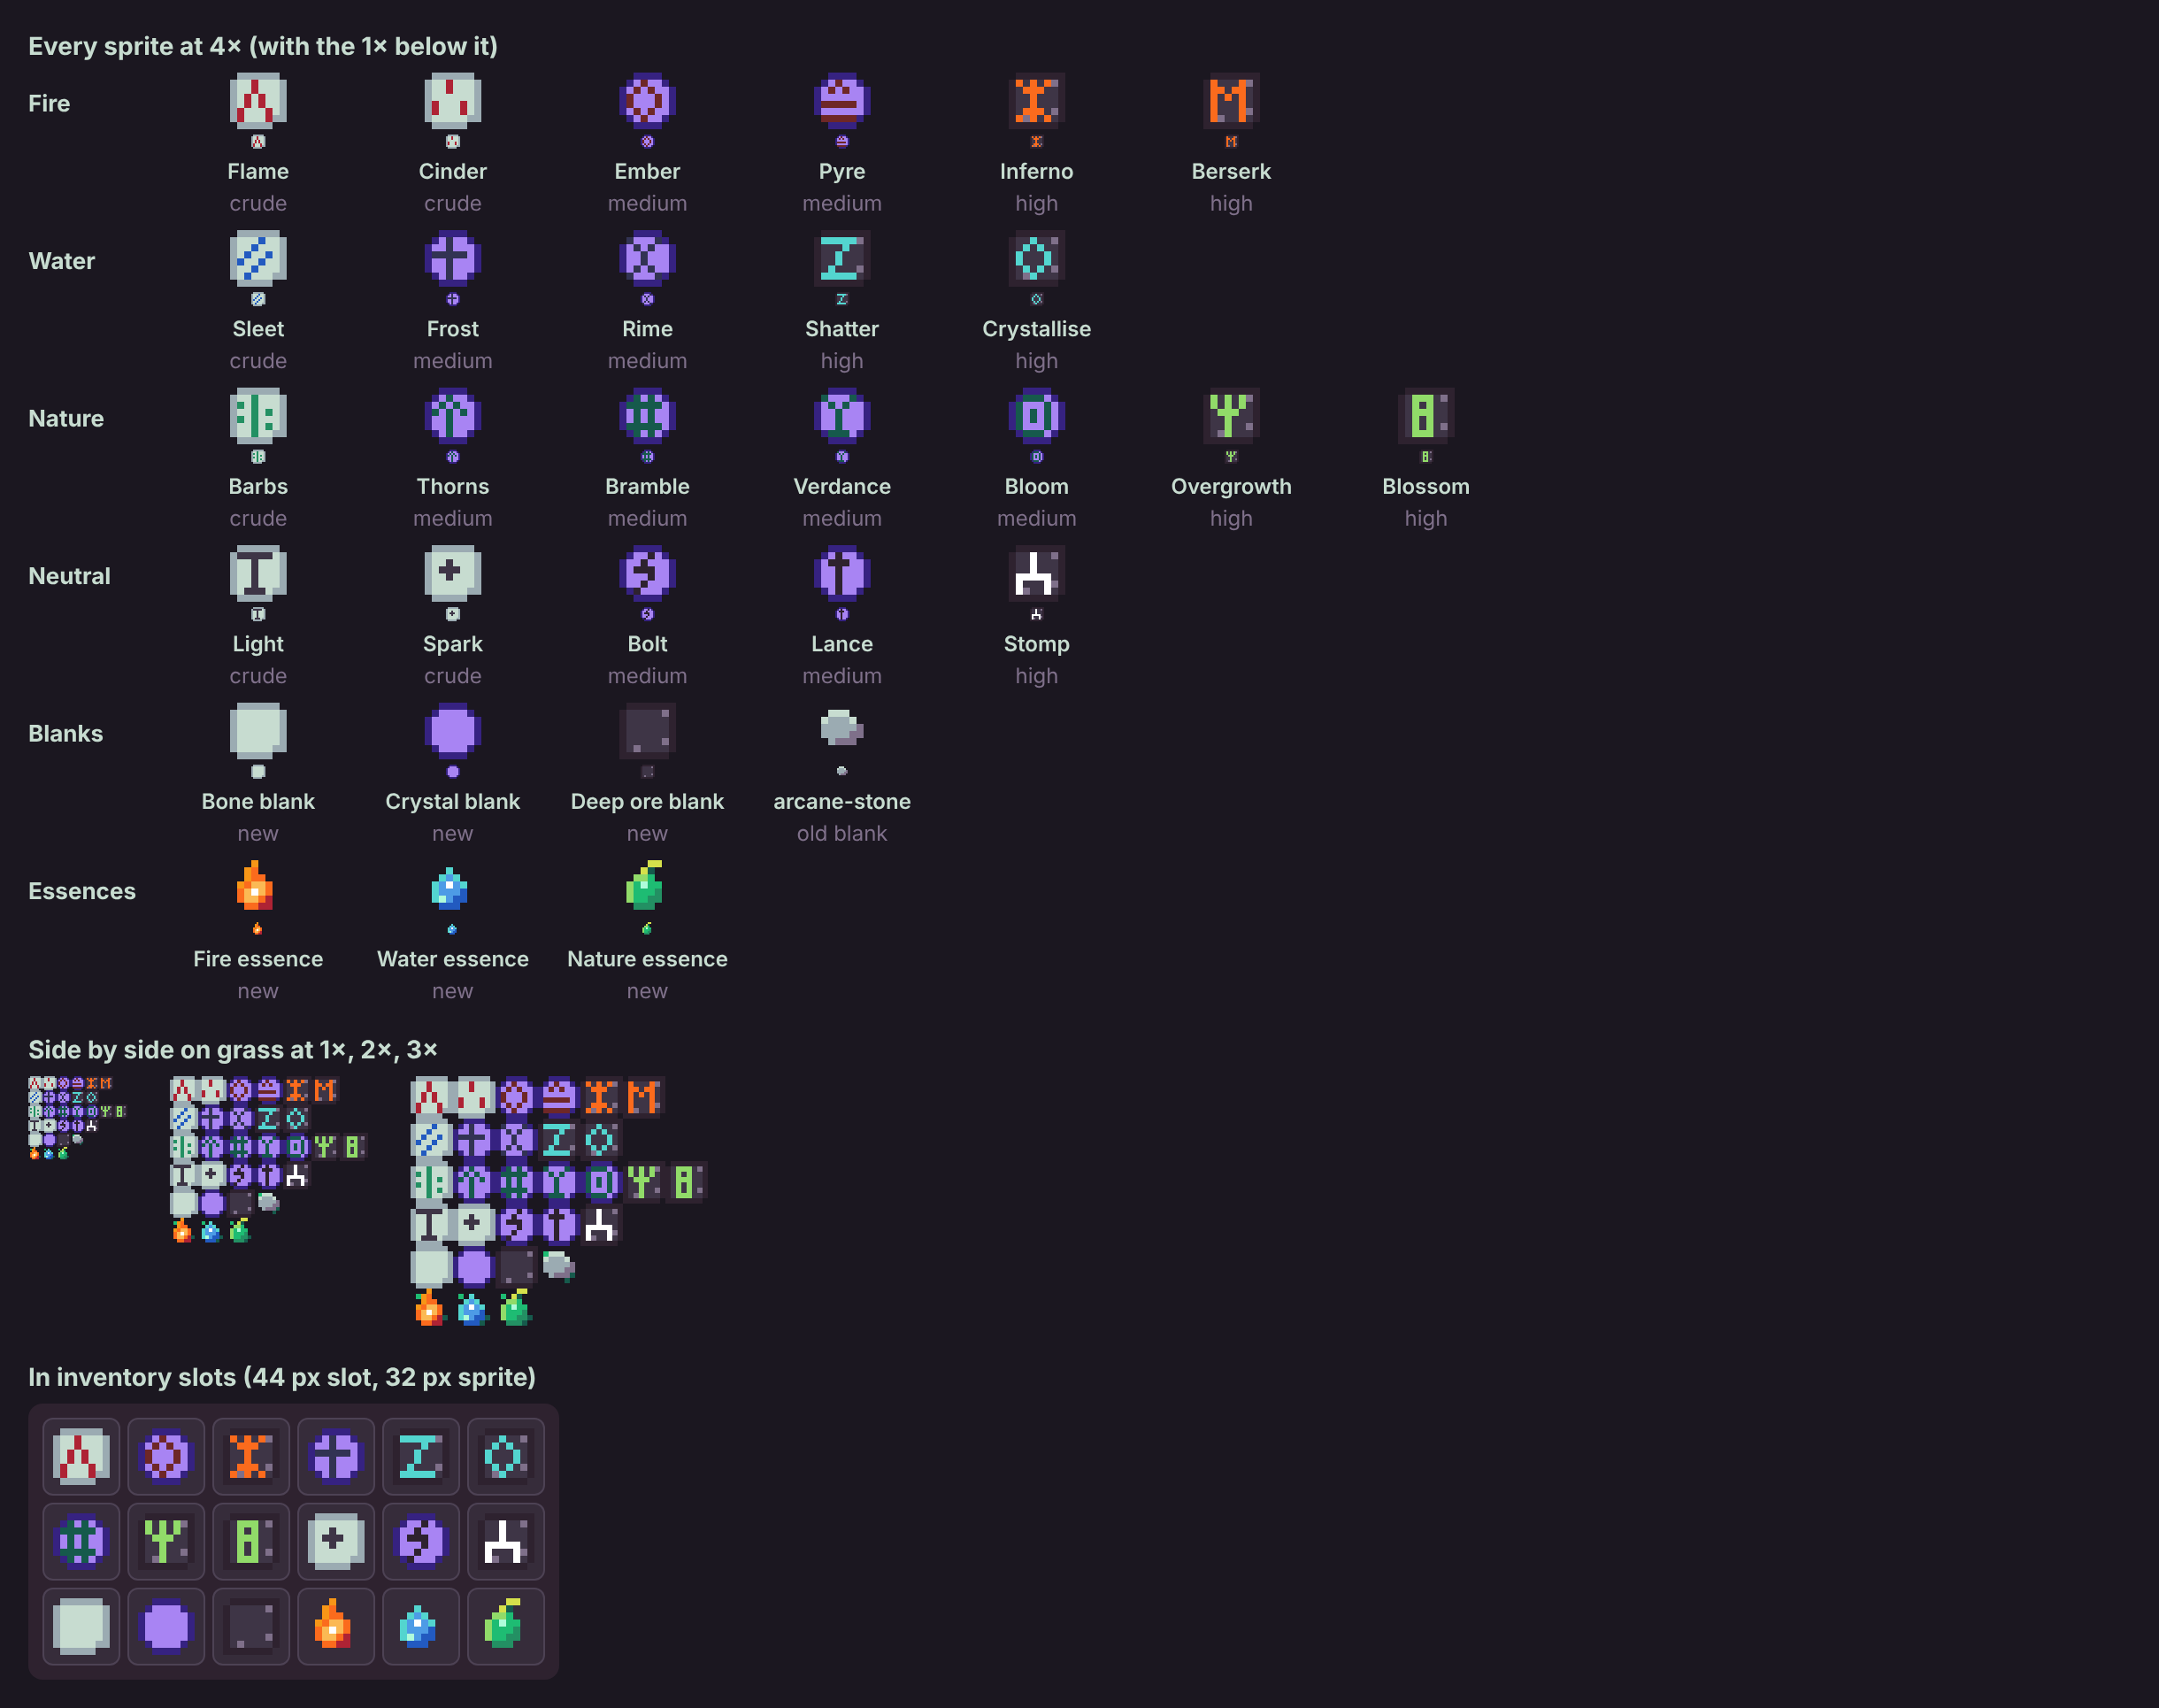 Every sprite at 4× (with the 1× below it)
Fire
Flame Cinder Ember Pyre Inferno Berserk
crude crude medium medium high high
Water
Sleet Frost Rime Shatter Crystallise
crude medium medium high high
Nature
Barbs Thorns Bramble Verdance Bloom Overgrowth Blossom
crude medium medium medium medium high high
Neutral
Light Spark Bolt Lance Stomp
crude crude medium medium high
Blanks
Bone blank Crystal blank Deep ore blank arcane-stone
new new new old blank
Essences
Fire essence Water essence Nature essence
new new new
Side by side on grass at 1×, 2×, 3×
In inventory slots (44 px slot, 32 px sprite)